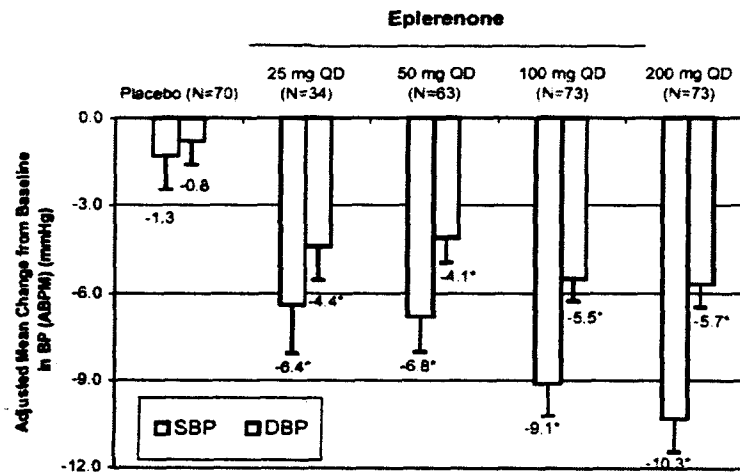 Eplerenone
Placebo (N=70)
25 mg QD
(N=34)
50 mg QD
(N=63)
100 mg QD
(N=73)
200 mg QD
(N=73)
Adjusted Mean Change from Baseline
in BP (ABPM) (mmHg)
0.0
-3.0
-6.0
-9.0
-12.0
-1.3
-0.8
-6.4*
-4.4*
-6.8*
-4.1*
-9.1*
-5.5*
-10.3*
-5.7*
SBP DBP